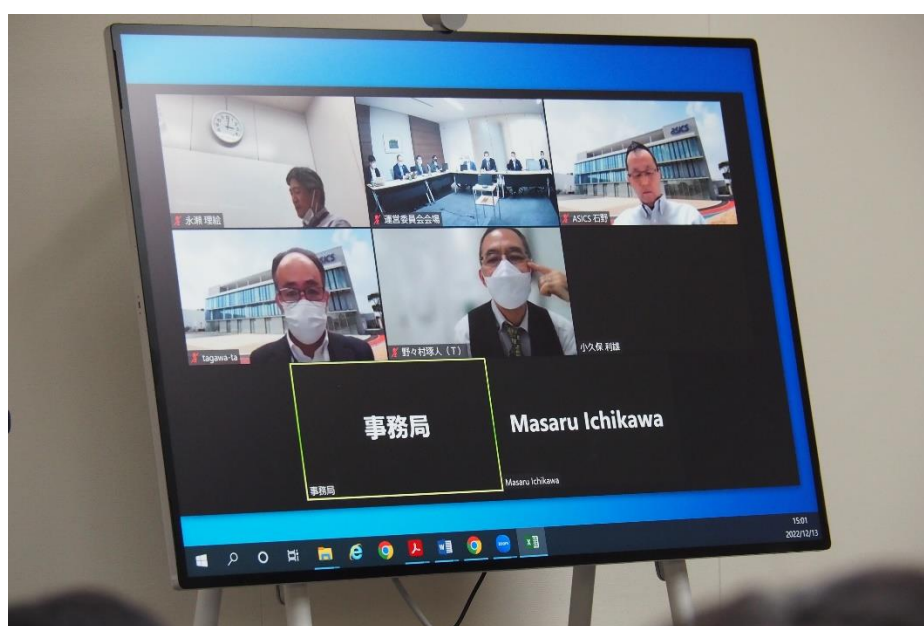 永瀬 理絵
運営委員会会場
ASICS
ASICS 石野
ASICS
tagawa-ta
野々村琢人 (T)
小久保 利雄
事務局
事務局
Masaru Ichikawa
Masaru Ichikawa
15:01
2022/12/13